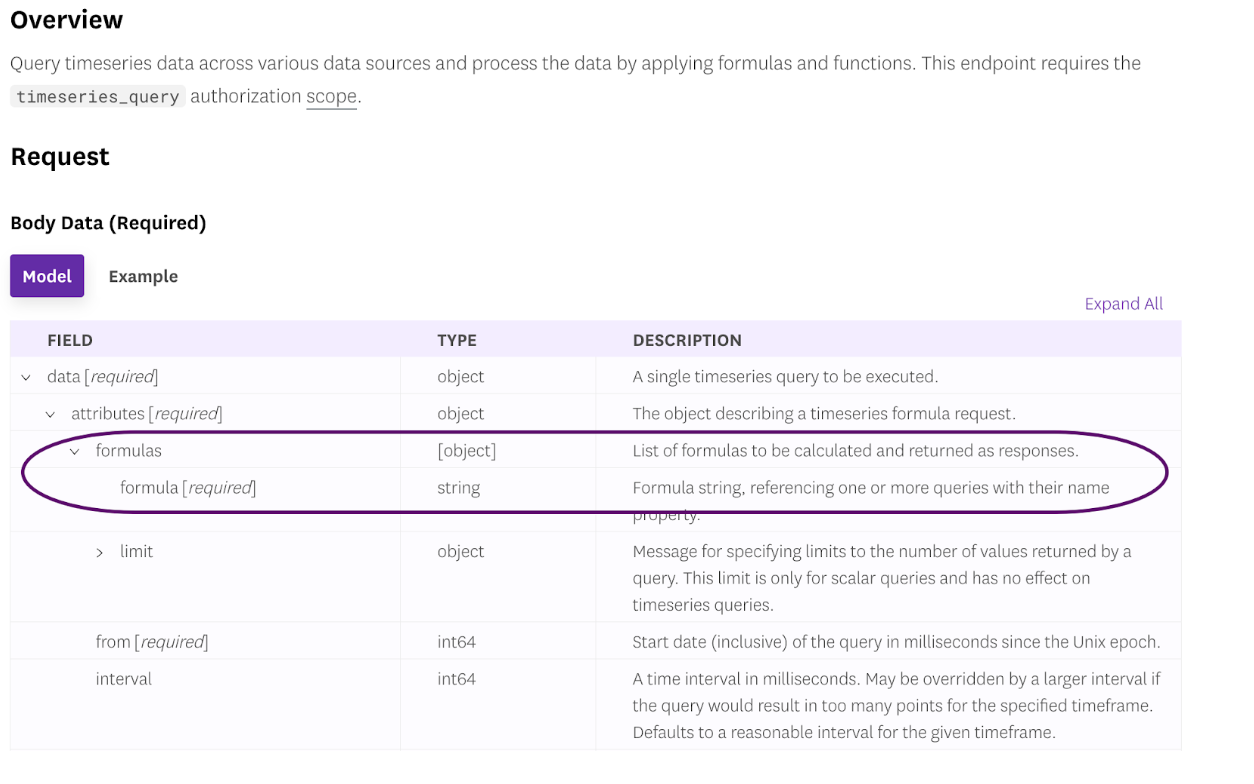 Overview
Query timeseries data across various data sources and process the data by applying formulas and functions. This endpoint requires the
timeseries_query authorization scope.
Request
Body Data (Required)
Model Example
Expand All
FIELD TYPE DESCRIPTION
data [required] object A single timeseries query to be executed.
attributes [required] object The object describing a timeseries formula request.
formulas [object] List of formulas to be calculated and returned as responses.
formula [required] string Formula string, referencing one or more queries with their name
property.
limit object Message for specifying limits to the number of values returned by a
query. This limit is only for scalar queries and has no effect on
timeseries queries.
from [required] int64 Start date (inclusive) of the query in milliseconds since the Unix epoch.
interval int64 A time interval in milliseconds. May be overridden by a larger interval if
the query would result in too many points for the specified timeframe.
Defaults to a reasonable interval for the given timeframe.